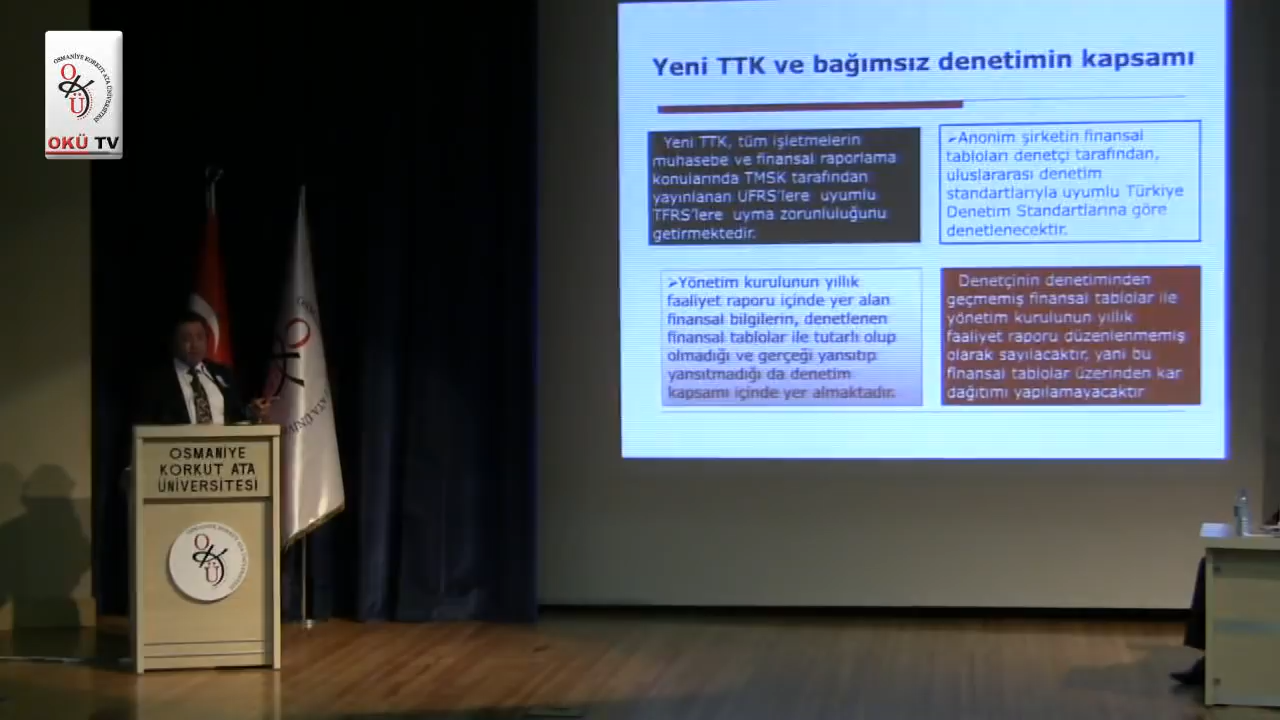 OSMANİYE KORKUT ATA ÜNİVERSİTESİ
OKÜ
OKÜ TV
Yeni TTK ve bağımsız denetimin kapsamı
Yeni TTK, tüm işletmelerin
muhasebe ve finansal raporlama
konularında TMSK tarafından
yayınlanan UFRS'lere uyumlu
TFRS'lere uyma zorunluluğunu
getirmektedir.
➢Anonim şirketin finansal
tabloları denetçi tarafından,
uluslararası denetim
standartlarıyla uyumlu Türkiye
Denetim Standartlarına göre
denetlenecektir.
➢Yönetim kurulunun yıllık
faaliyet raporu içinde yer alan
finansal bilgilerin, denetlenen
finansal tablolar ile tutarlı olup
olmadığı ve gerçeği yansıtıp
yansıtmadığı da denetim
kapsamı içinde yer almaktadır.
Denetçinin denetiminden
geçmemiş finansal tablolar ile
yönetim kurulunun yıllık
faaliyet raporu düzenlenmemiş
olarak sayılacaktır, yani bu
finansal tablolar üzerinden kar
dağıtımı yapılamayacaktır
OSMANİYE
KORKUT ATA
ÜNİVERSİTESİ
OKÜ